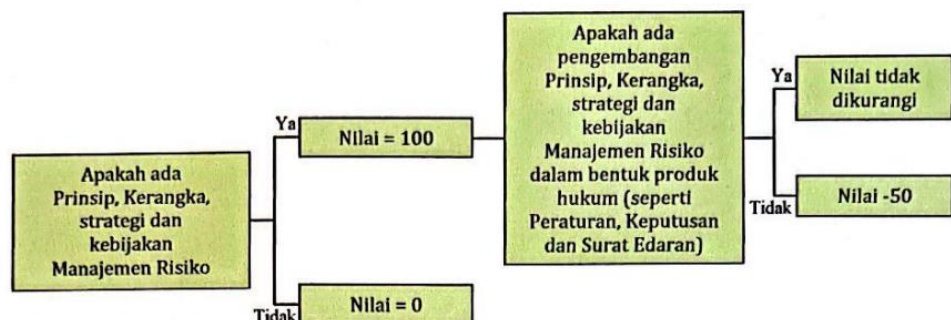 Apakah ada
Prinsip, Kerangka,
strategi dan
kebijakan
Manajemen Risiko
Ya
Nilai = 100
Tidak
Nilai = 0
Apakah ada
pengembangan
Prinsip, Kerangka,
strategi dan
kebijakan
Manajemen Risiko
dalam bentuk produk
hukum (seperti
Peraturan, Keputusan
dan Surat Edaran)
Ya
Nilai tidak
dikurangi
Tidak
Nilai -50